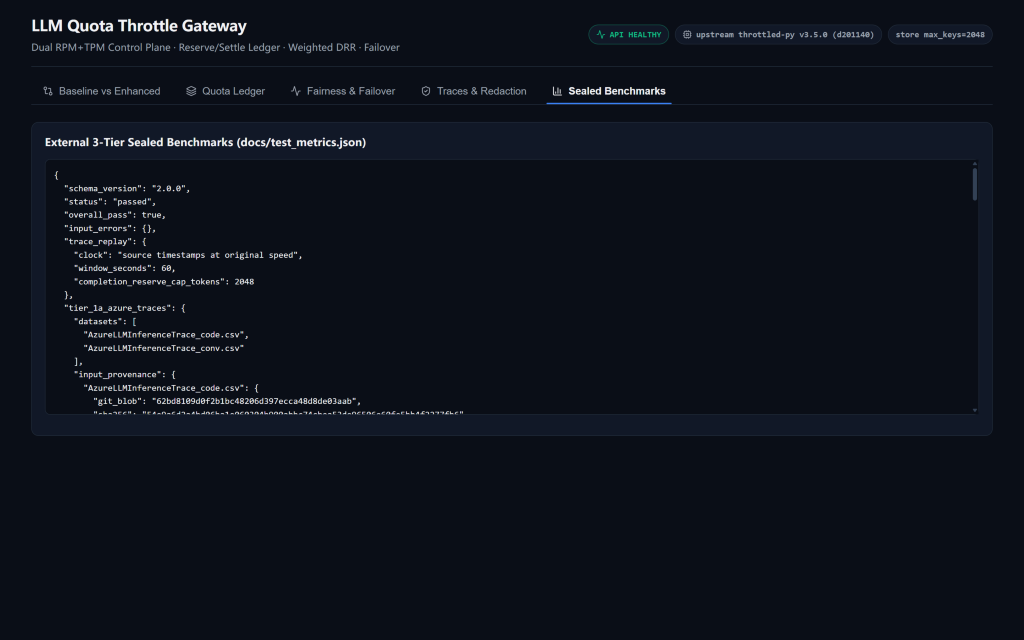 LLM Quota Throttle Gateway
Dual RPM+TPM Control Plane · Reserve/Settle Ledger · Weighted DRR · Failover
API HEALTHY
upstream throttled-py v3.5.0 (d201140)
store max_keys=2048
Baseline vs Enhanced
Quota Ledger
Fairness & Failover
Traces & Redaction
Sealed Benchmarks
External 3-Tier Sealed Benchmarks (docs/test_metrics.json)
{
"schema_version": "2.0.0",
"status": "passed",
"overall_pass": true,
"input_errors": {},
"trace_replay": {
"clock": "source timestamps at original speed",
"window_seconds": 60,
"completion_reserve_cap_tokens": 2048
},
"tier_1a_azure_traces": {
"datasets": [
"AzureLLMInferenceTrace_code.csv",
"AzureLLMInferenceTrace_conv.csv"
],
"input_provenance": {
"AzureLLMInferenceTrace_code.csv": {
"git_blob": "62bd8109d0f2b1bc48206d397ecca48d8de03aab",